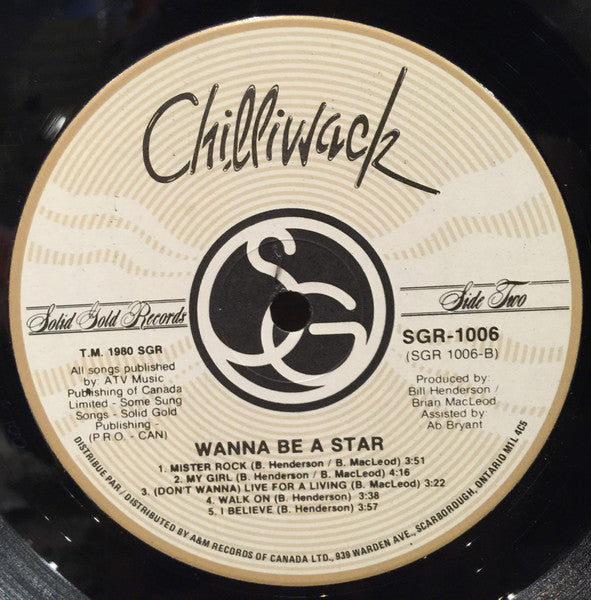 Chilliwack
SG
Solid Gold Records
Side Two
T.M. 1980 SGR
All songs published
by: ATV Music
Publishing of Canada
Limited - Some Sung
Songs - Solid Gold
Publishing -
(P.R.O. - CAN)
SGR-1006
(SGR 1006-B)
Produced by:
Bill Henderson /
Brian MacLeod
Assisted by:
Ab Bryant
WANNA BE A STAR
1. MISTER ROCK (B. Henderson / B. MacLeod) 3:51
2. MY GIRL (B. Henderson / B. MacLeod) 4:16
3. (DON'T WANNA) LIVE FOR A LIVING (B. MacLeod) 3:22
4. WALK ON (B. Henderson) 3:38
5. I BELIEVE (B. Henderson) 3:57
DISTRIBUE PAR / DISTRIBUTED BY A&M RECORDS OF CANADA LTD., 939 WARDEN AVE., SCARBOROUGH, ONTARIO M1L 4C5